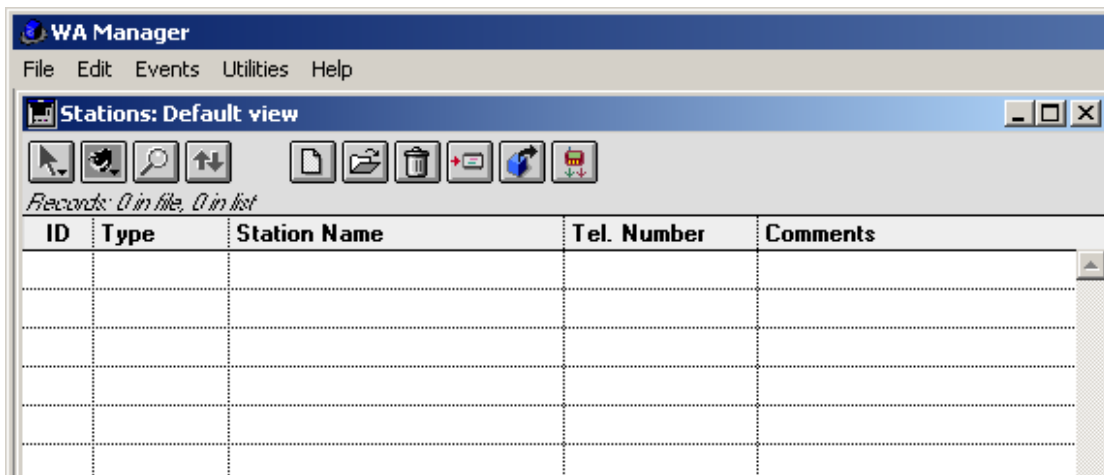 WA Manager
File Edit Events Utilities Help
Stations: Default view
Records: 0 in file, 0 in list
ID Type Station Name Tel. Number Comments